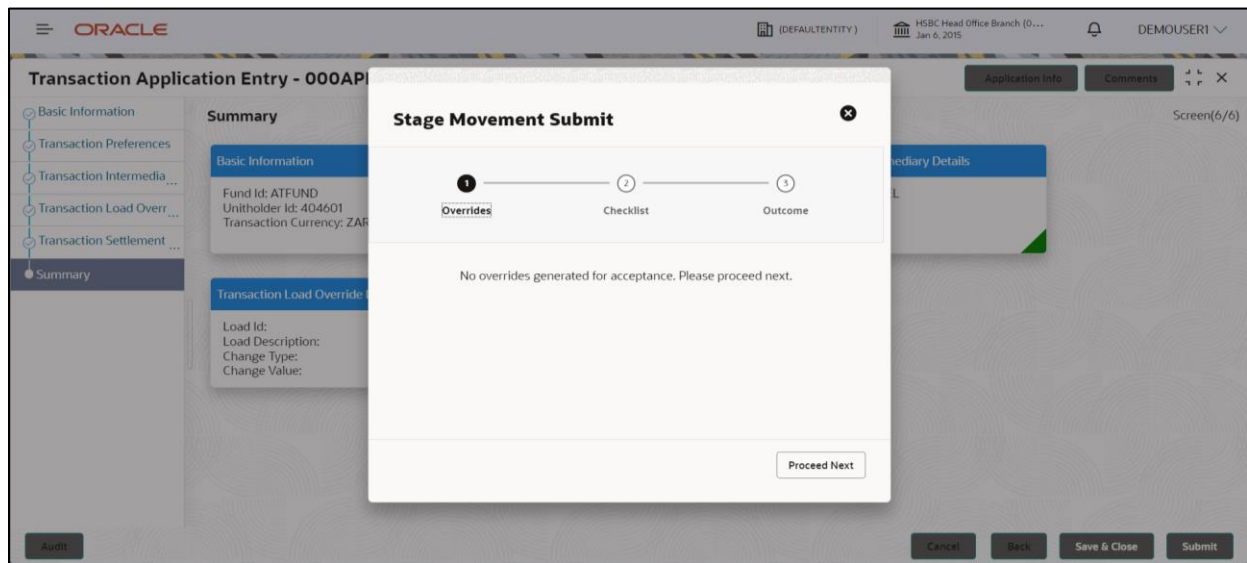 ORACLE
(DEFAULTENTITY )
HSBC Head Office Branch (0...
Jan 6, 2015
DEMOUSER1
Transaction Application Entry - 000API
Application Info
Comments
Basic Information
Transaction Preferences
Transaction Intermedia ...
Transaction Load Overr ...
Transaction Settlement ...
Summary
Summary
Screen(6/6)
Basic Information
Fund Id: ATFUND
Unitholder Id: 404601
Transaction Currency: ZAR
nediary Details
L
Transaction Load Override
Load Id:
Load Description:
Change Type:
Change Value:
Stage Movement Submit
1
2
3
Overrides
Checklist
Outcome
No overrides generated for acceptance. Please proceed next.
Proceed Next
Audit
Cancel
Back
Save & Close
Submit